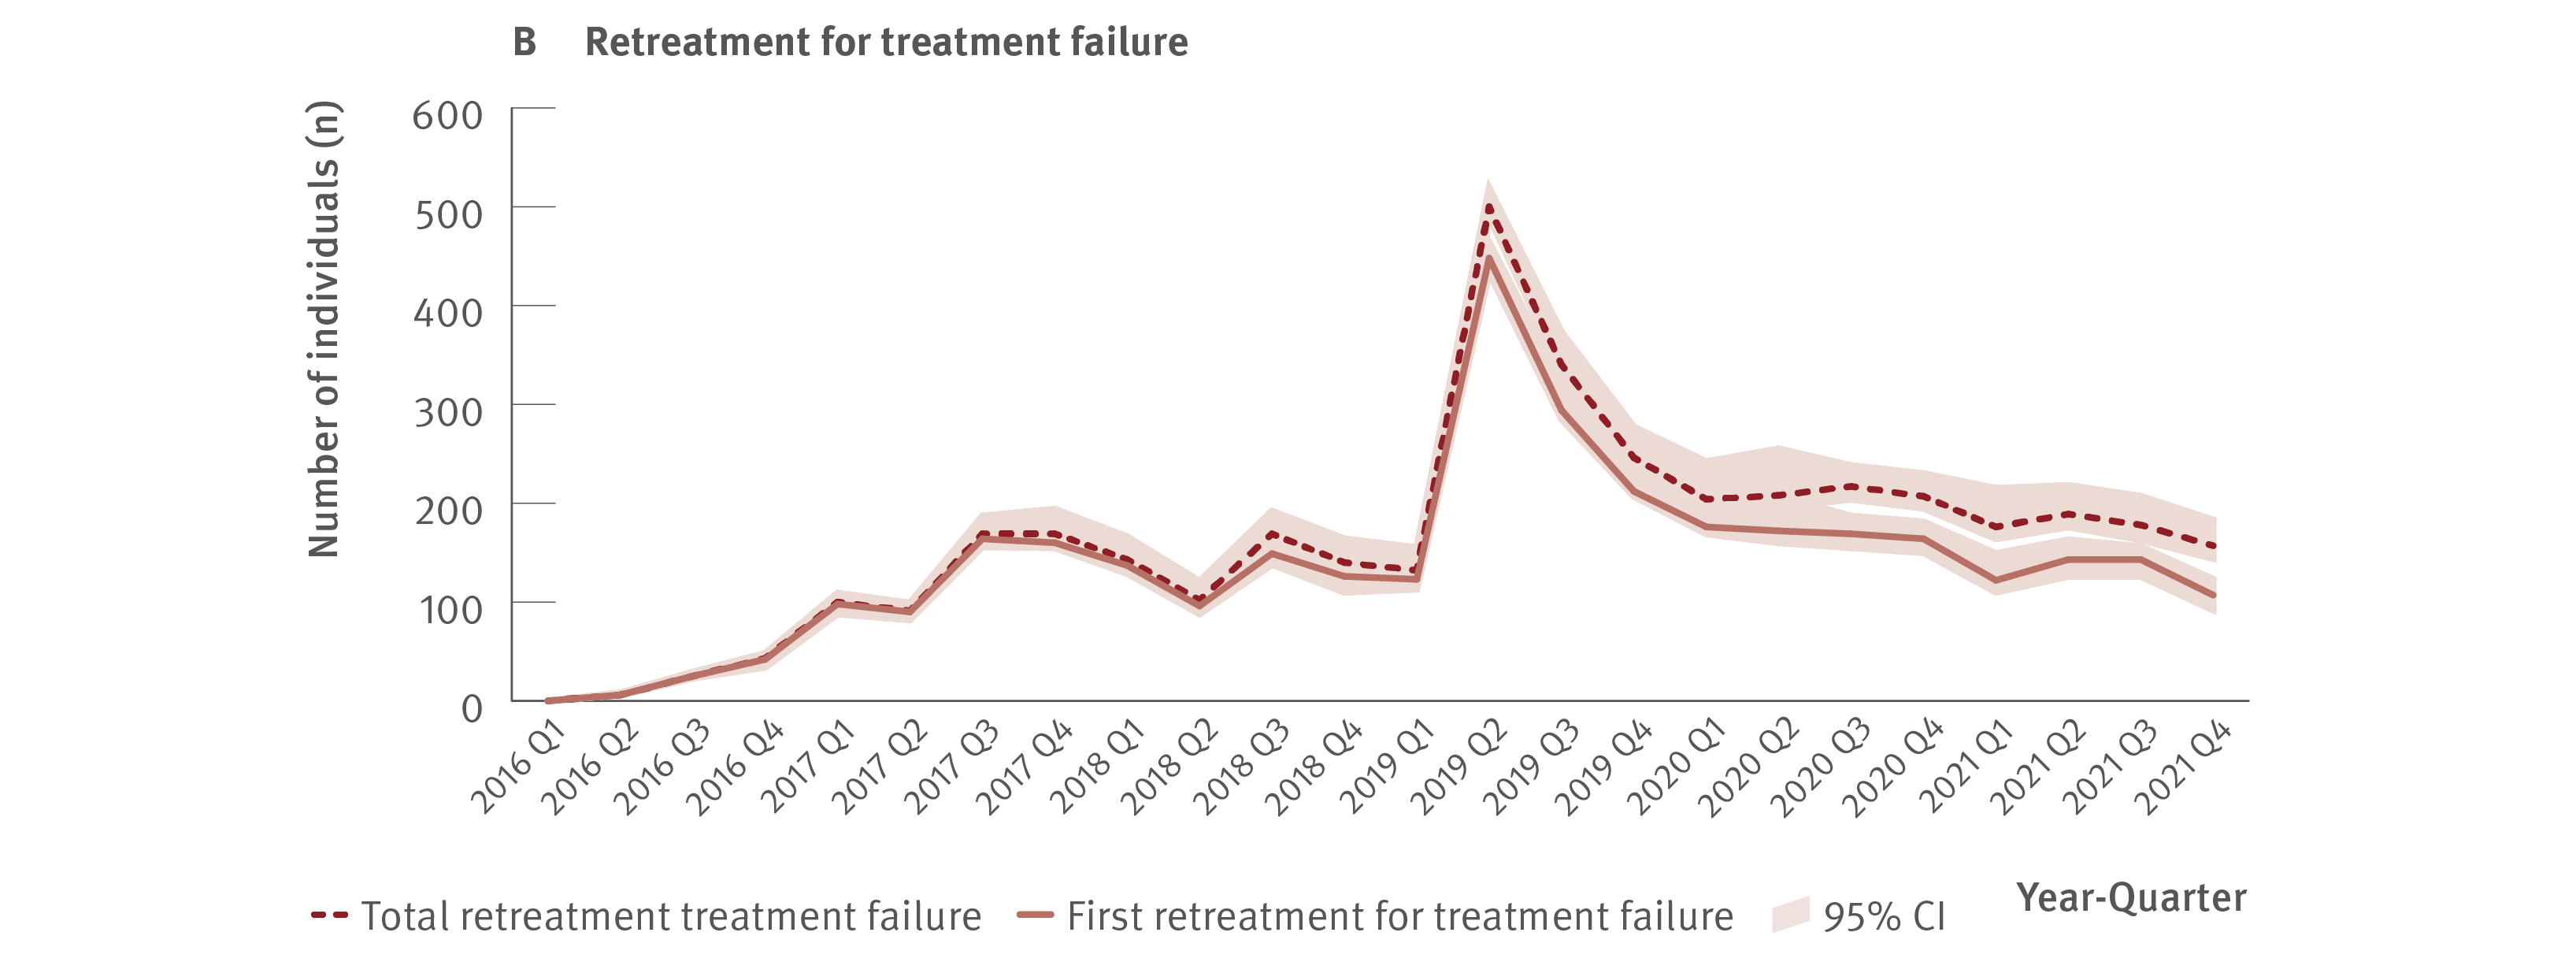 B Retreatment for treatment failure
Number of individuals (n)
600
500
400
300
200
100
0
2016 Q1
2016 Q2
2016 Q3
2016 Q4
2017 Q1
2017 Q2
2017 Q3
2017 Q4
2018 Q1
2018 Q2
2018 Q3
2018 Q4
2019 Q1
2019 Q2
2019 Q3
2019 Q4
2020 Q1
2020 Q2
2020 Q3
2020 Q4
2021 Q1
2021 Q2
2021 Q3
2021 Q4
Year-Quarter
Total retreatment treatment failure
First retreatment for treatment failure
95% CI